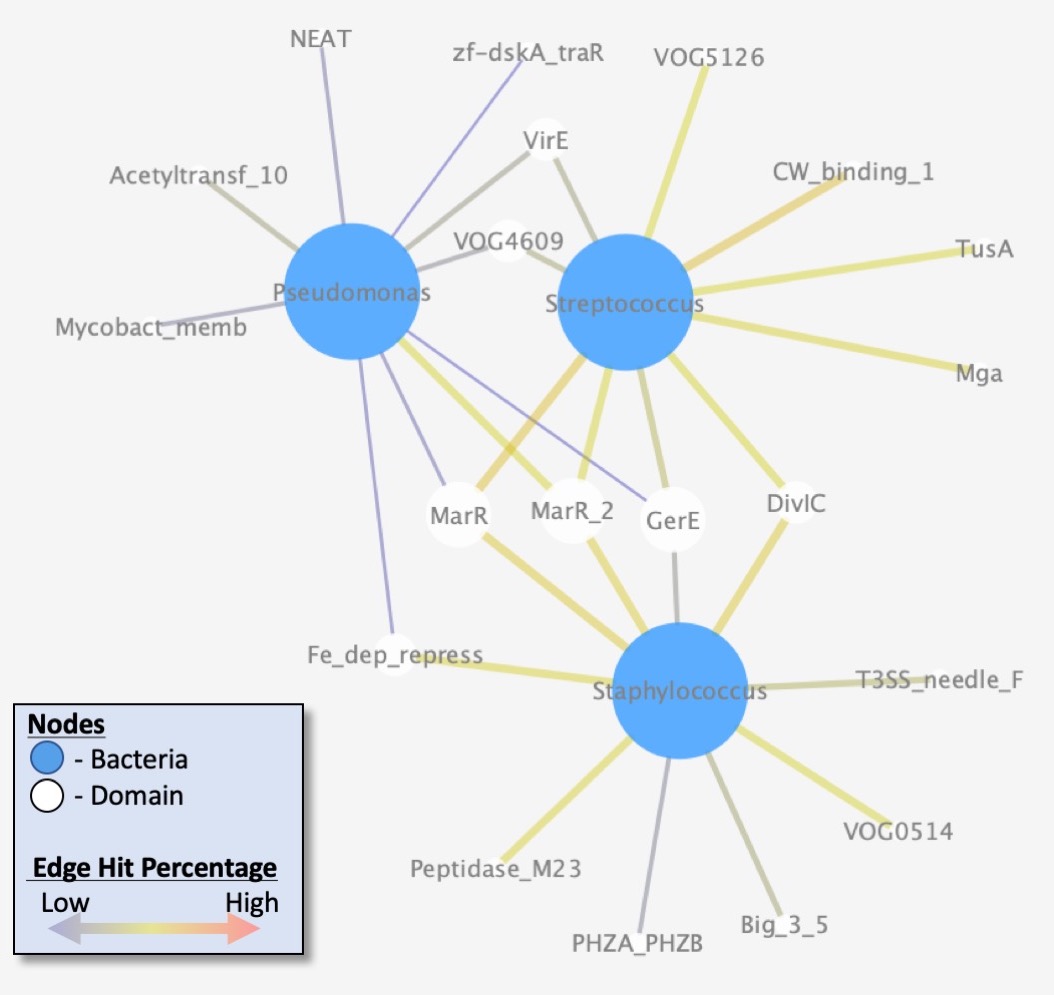 NEAT
zf-dskA_traR
VOG5126
VirE
Acetyltransf_10
CW_binding_1
VOG4609
TusA
Pseudomonas
Streptococcus
Mycobact_memb
Mga
MarR
MarR_2
GerE
DivIC
Fe_dep_repress
Staphylococcus
T3SS_needle_F
Nodes
- Bacteria
- Domain
Edge Hit Percentage
Low
High
VOG0514
Peptidase_M23
Big_3_5
PHZA_PHZB